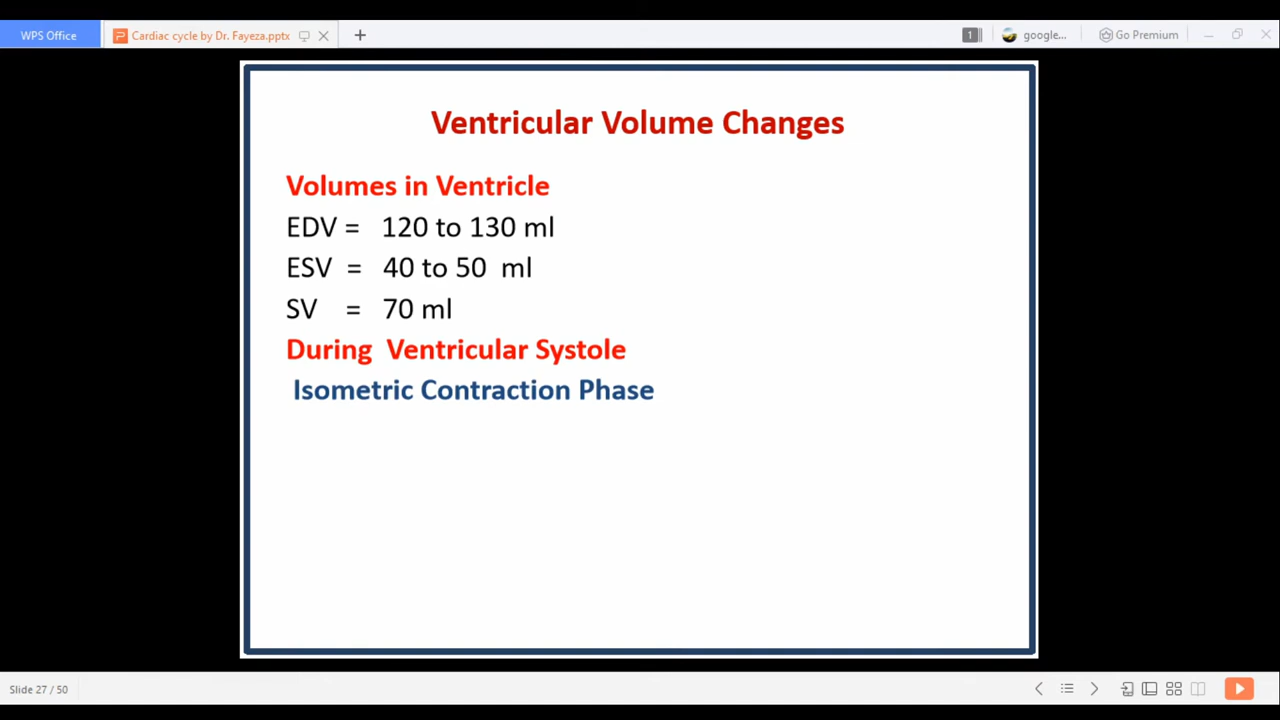 WPS Office
Cardiac cycle by Dr. Fayeza.pptx
1
google...
Go Premium
Ventricular Volume Changes
Volumes in Ventricle
EDV = 120 to 130 ml
ESV = 40 to 50 ml
SV = 70 ml
During Ventricular Systole
Isometric Contraction Phase
Slide 27 / 50